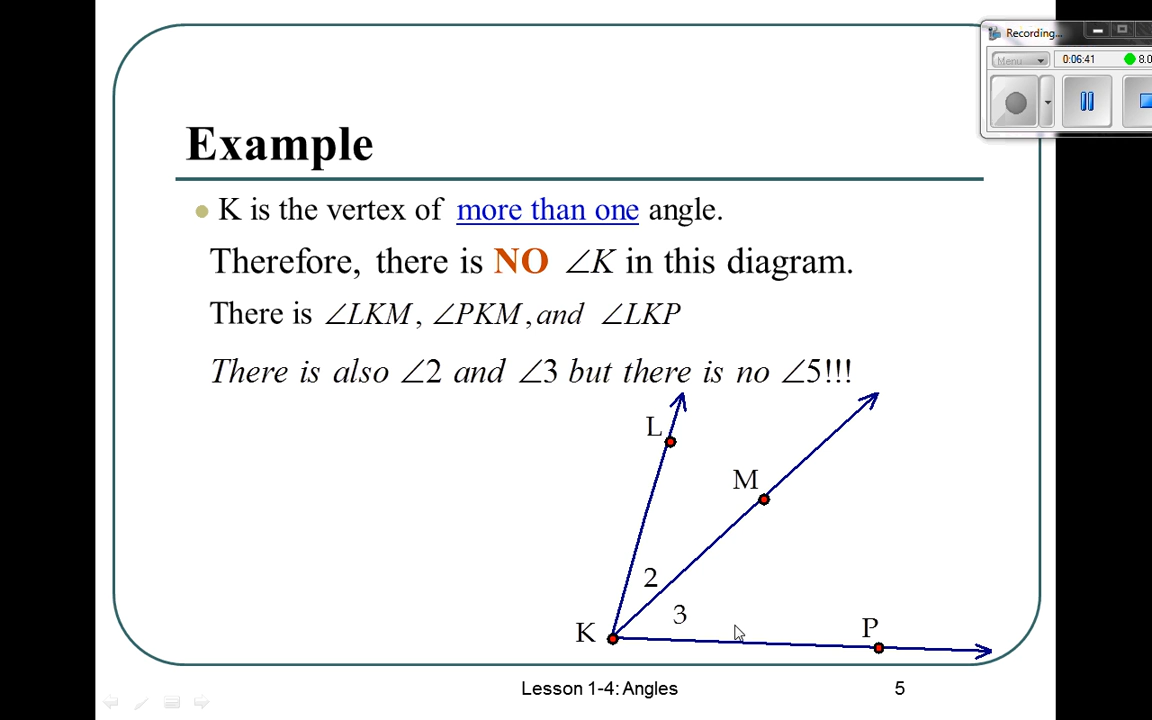 Recording...
Menu
0:06:41
8.0
Example
K is the vertex of more than one angle.
Therefore, there is NO ∠K in this diagram.
There is ∠LKM, ∠PKM, and ∠LKP
There is also ∠2 and ∠3 but there is no ∠5!!!
L
M
2
3
K
P
Lesson 1-4: Angles
5